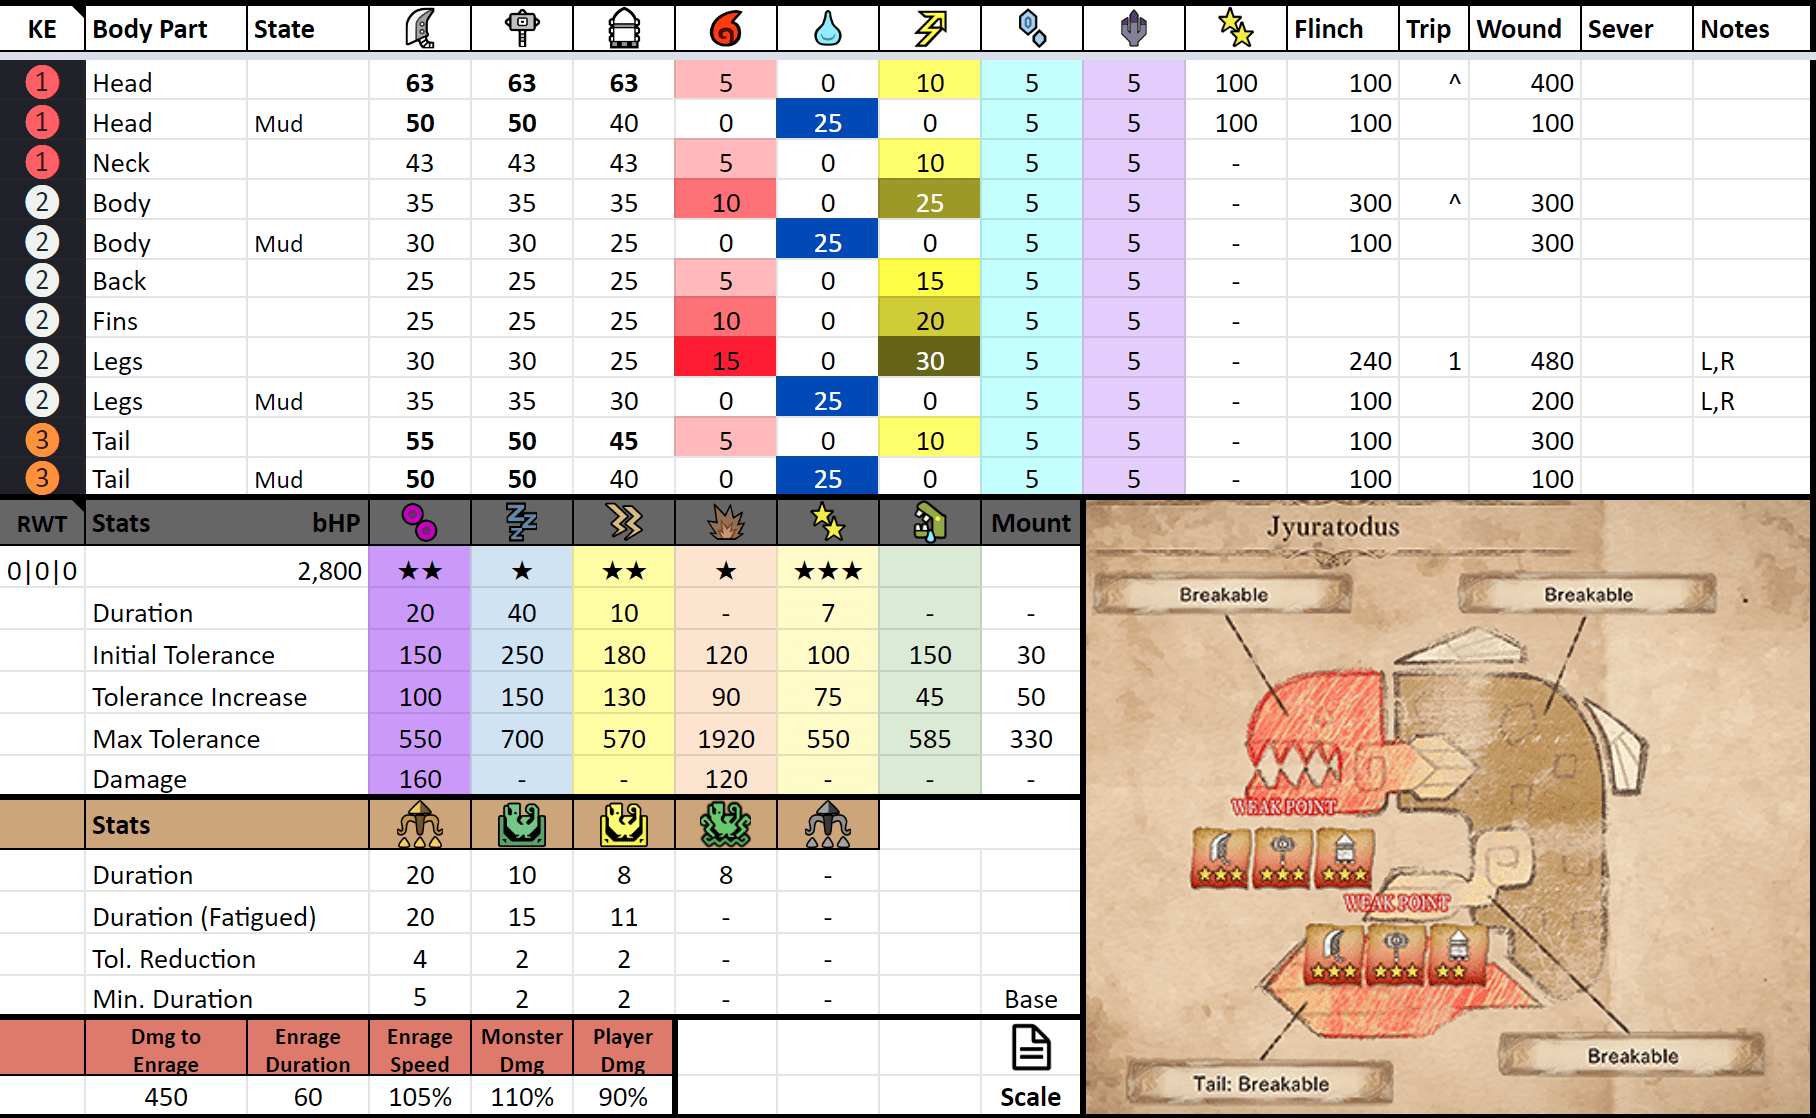 KE Body Part State Flinch Trip Wound Sever Notes
1 Head 63 63 63 5 0 10 5 5 100 100 ^ 400
1 Head Mud 50 50 40 0 25 0 5 5 100 100 100
1 Neck 43 43 43 5 0 10 5 5 -
2 Body 35 35 35 10 0 25 5 5 - 300 ^ 300
2 Body Mud 30 30 25 0 25 0 5 5 - 100 300
2 Back 25 25 25 5 0 15 5 5 -
2 Fins 25 25 25 10 0 20 5 5 -
2 Legs 30 30 25 15 0 30 5 5 - 240 1 480 L,R
2 Legs Mud 35 35 30 0 25 0 5 5 - 100 200 L,R
3 Tail 55 50 45 5 0 10 5 5 - 100 300
3 Tail Mud 50 50 40 0 25 0 5 5 - 100 100
RWT Stats bHP Mount
0|0|0 2,800 ★★ ★ ★★ ★ ★★★
Duration 20 40 10 - 7 - -
Initial Tolerance 150 250 180 120 100 150 30
Tolerance Increase 100 150 130 90 75 45 50
Max Tolerance 550 700 570 1920 550 585 330
Damage 160 - - 120 - - -
Stats
Duration 20 10 8 8 -
Duration (Fatigued) 20 15 11 - -
Tol. Reduction 4 2 2 - -
Min. Duration 5 2 2 - - Base
Dmg to Enrage Enrage Monster Player
Enrage Duration Speed Dmg Dmg
450 60 105% 110% 90% Scale
Jyuratodus
Breakable Breakable
WEAK POINT
★★★ ★★★ ★★★
WEAK POINT
★★★ ★★★ ★★
Breakable
Tail: Breakable